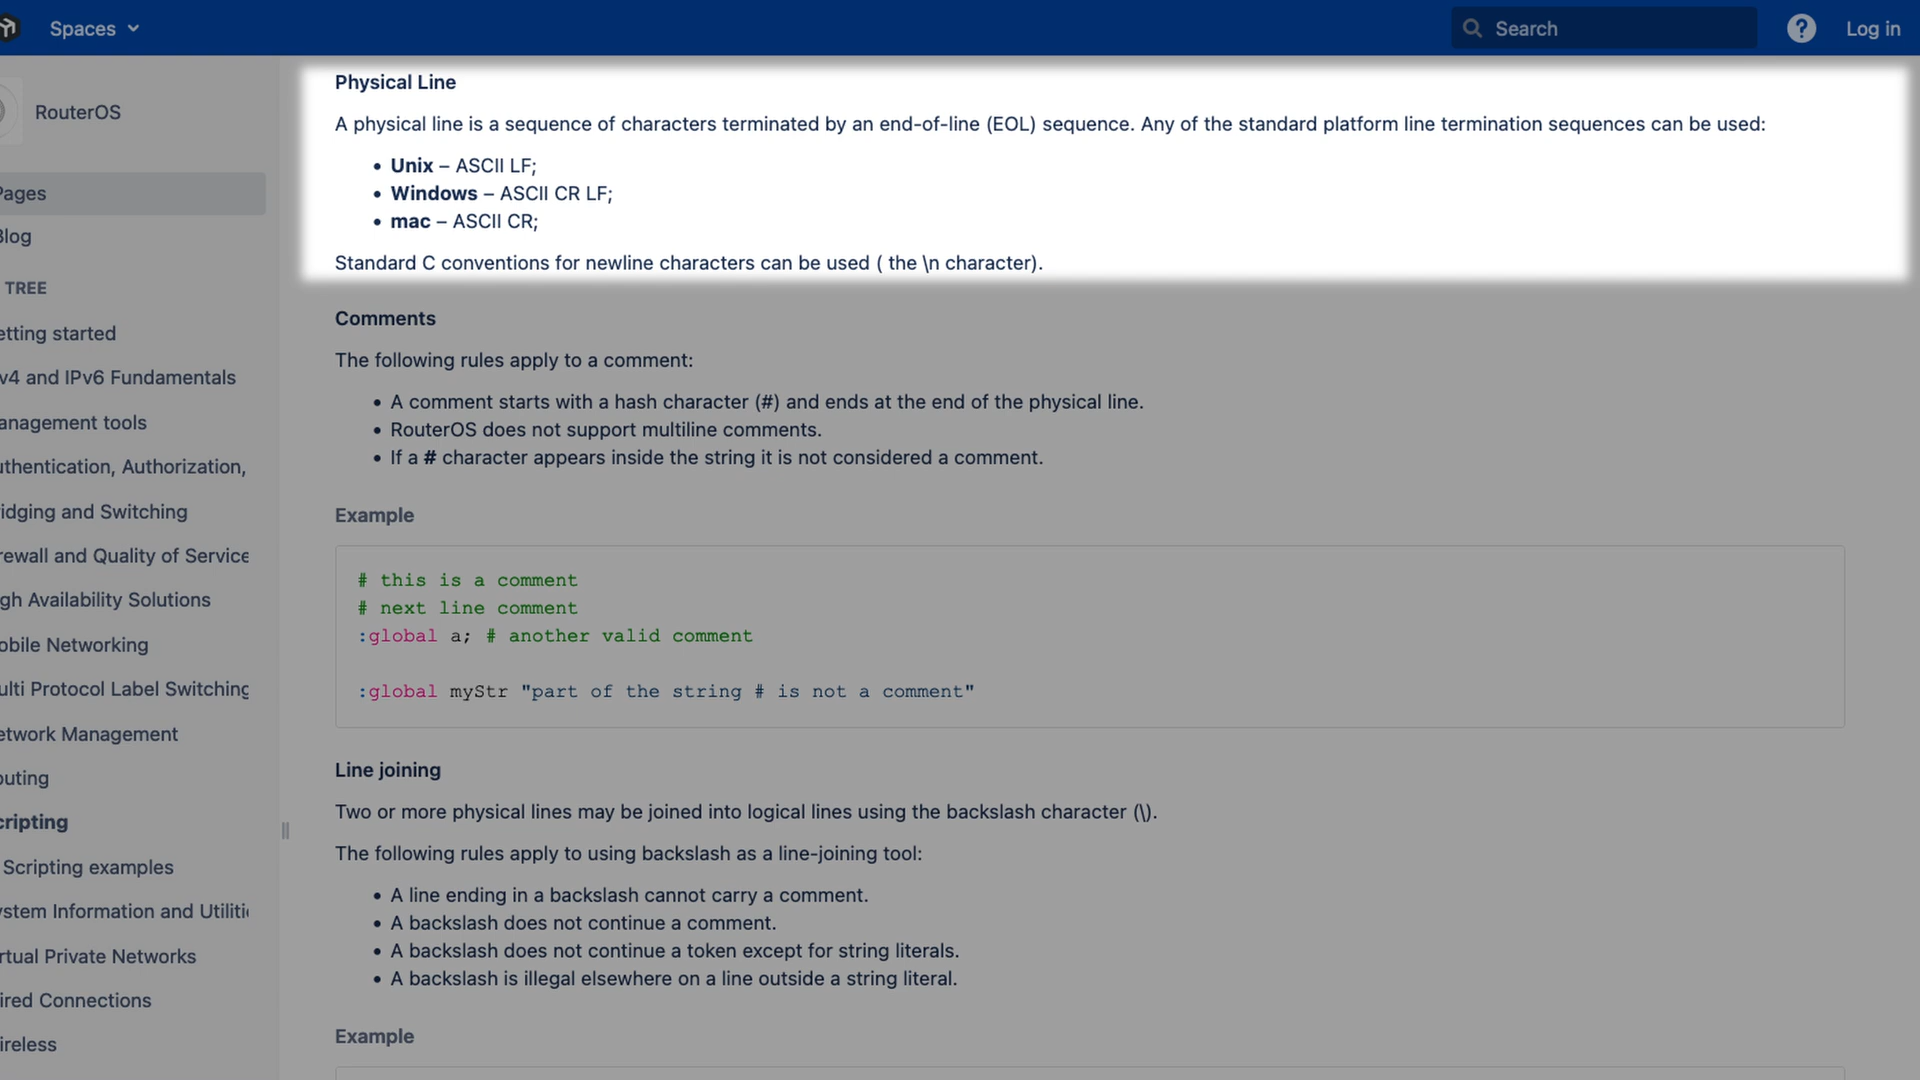 Spaces
Search
Log in
RouterOS
Pages
Blog
TREE
etting started
v4 and IPv6 Fundamentals
anagement tools
uthentication, Authorization,
idging and Switching
rewall and Quality of Service
gh Availability Solutions
obile Networking
ulti Protocol Label Switching
etwork Management
outing
cripting
Scripting examples
ystem Information and Utiliti
rtual Private Networks
ired Connections
ireless
Physical Line
A physical line is a sequence of characters terminated by an end-of-line (EOL) sequence. Any of the standard platform line termination sequences can be used:
• Unix – ASCII LF;
• Windows – ASCII CR LF;
• mac – ASCII CR;
Standard C conventions for newline characters can be used ( the \n character).
Comments
The following rules apply to a comment:
• A comment starts with a hash character (#) and ends at the end of the physical line.
• RouterOS does not support multiline comments.
• If a # character appears inside the string it is not considered a comment.
Example
# this is a comment
# next line comment
:global a; # another valid comment
:global myStr "part of the string # is not a comment"
Line joining
Two or more physical lines may be joined into logical lines using the backslash character (\).
The following rules apply to using backslash as a line-joining tool:
• A line ending in a backslash cannot carry a comment.
• A backslash does not continue a comment.
• A backslash does not continue a token except for string literals.
• A backslash is illegal elsewhere on a line outside a string literal.
Example